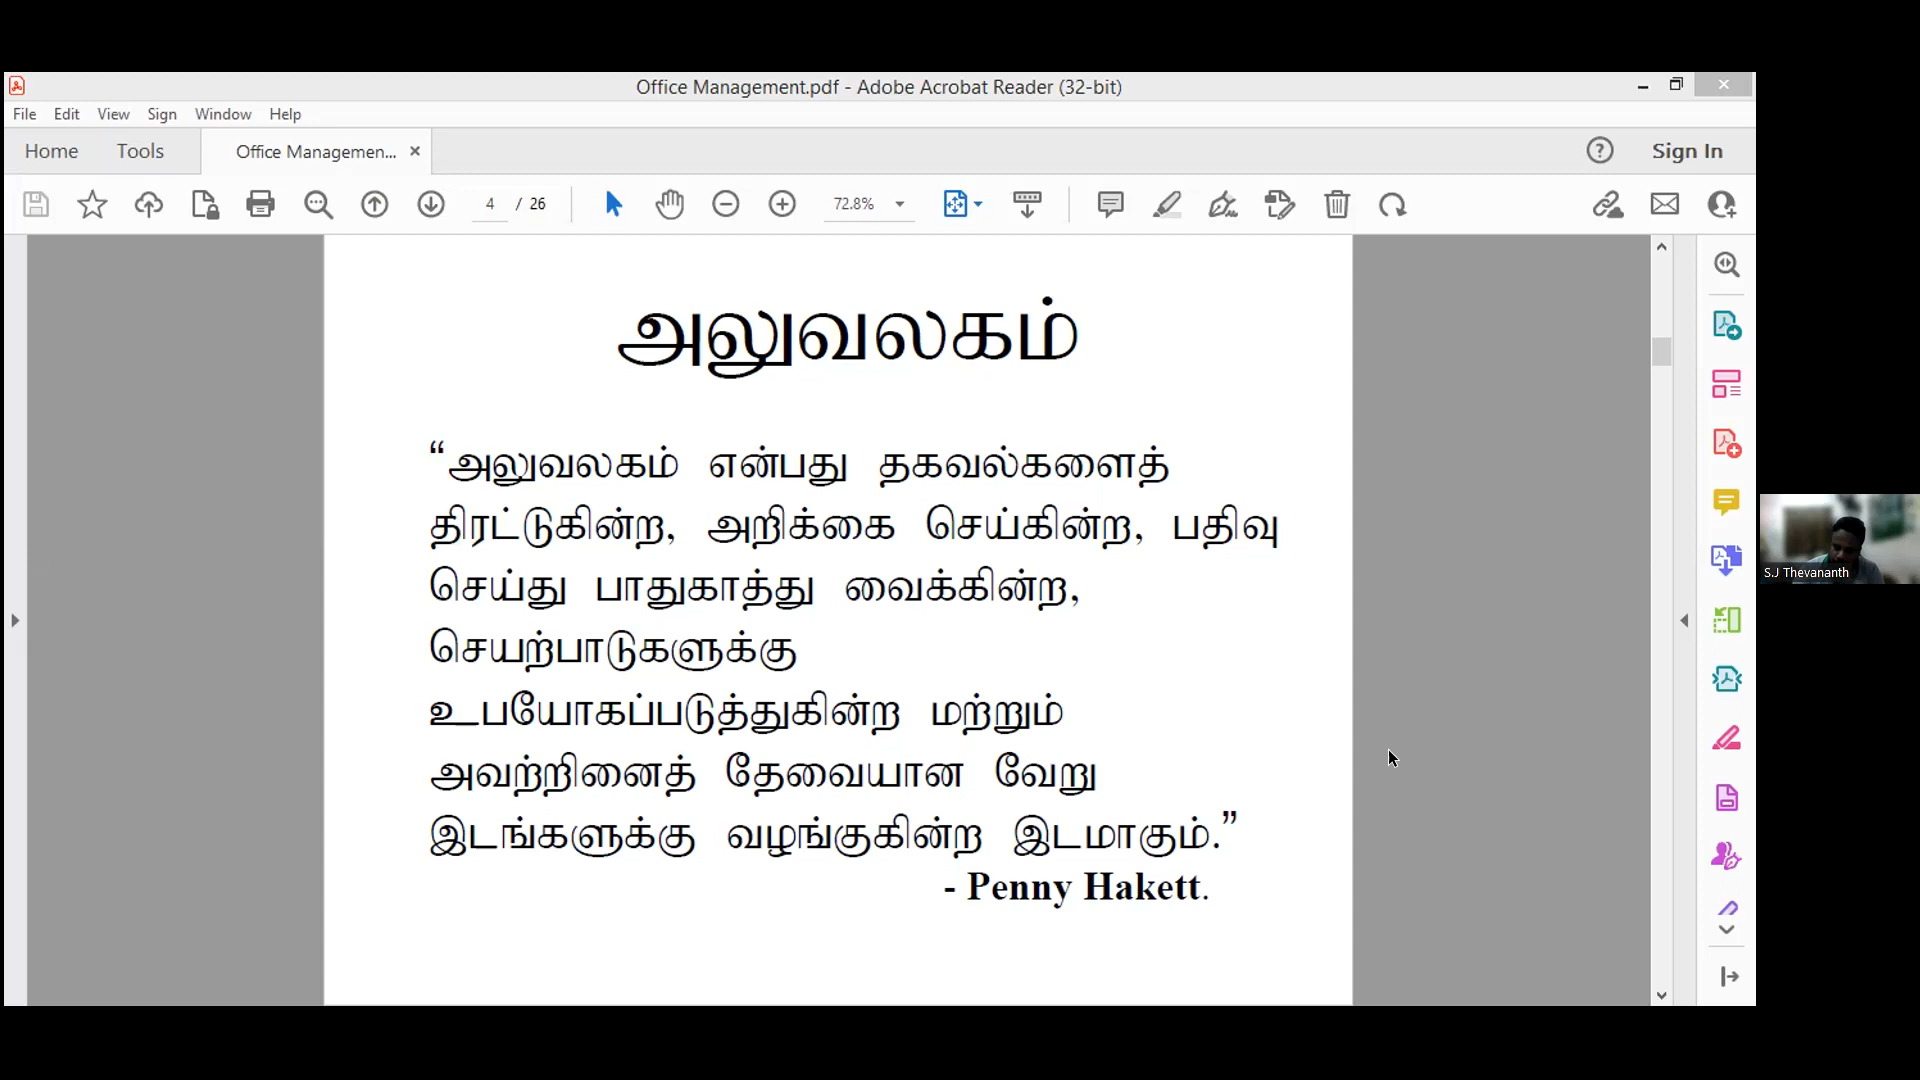 Office Management.pdf - Adobe Acrobat Reader (32-bit)
File Edit View Sign Window Help
Home Tools Office Managemen... Sign In
4 / 26 72.8%
அலுவலகம்
“அலுவலகம் என்பது தகவல்களைத்
திரட்டுகின்ற, அறிக்கை செய்கின்ற, பதிவு
செய்து பாதுகாத்து வைக்கின்ற,
செயற்பாடுகளுக்கு
உபயோகப்படுத்துகின்ற மற்றும்
அவற்றினைத் தேவையான வேறு
இடங்களுக்கு வழங்குகின்ற இடமாகும்.”
- Penny Hakett.
S.J Thevananth